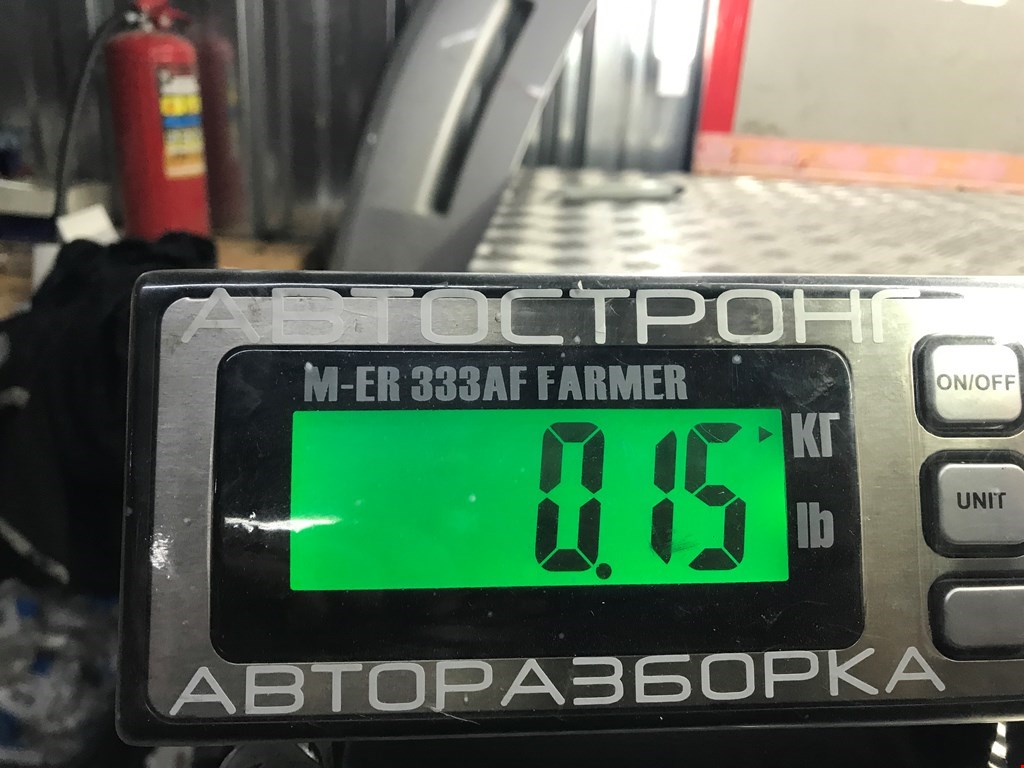 АВТОСТРОНГ
M-ER 333AF FARMER
0.15
КГ
lb
ON/OFF
UNIT
АВТОРАЗБОРКА